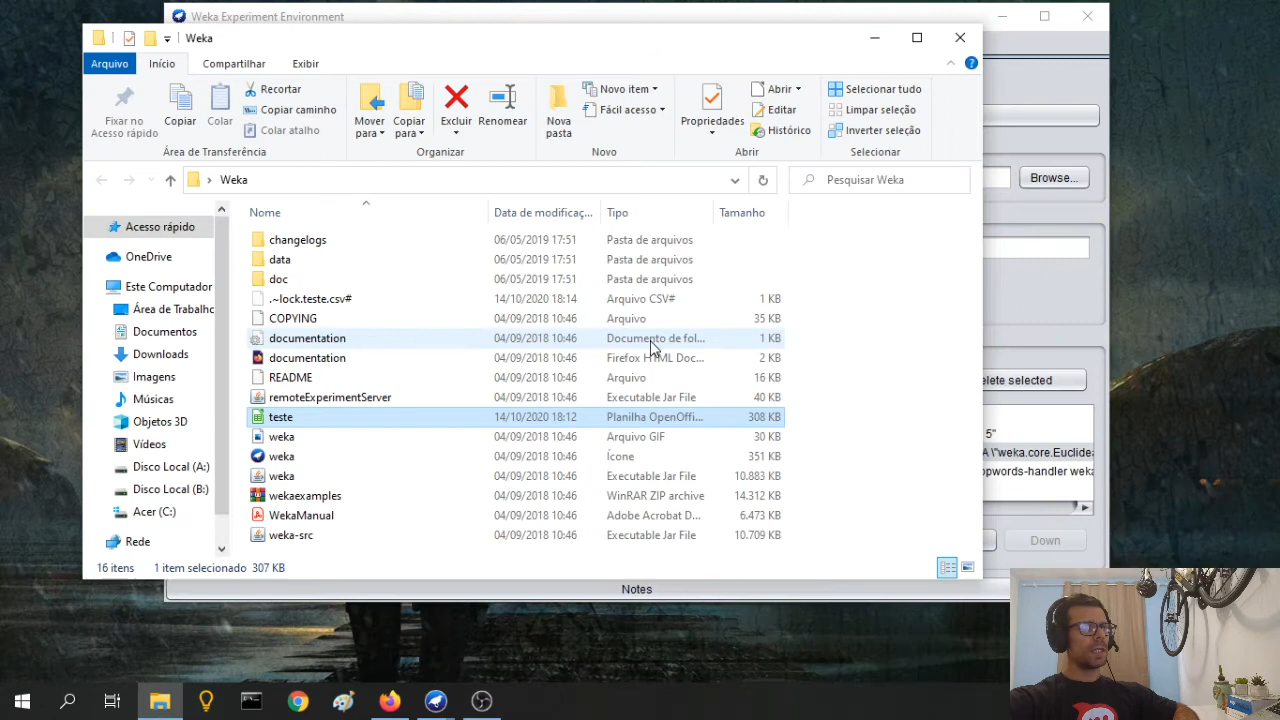 Weka Experiment Environment
Weka
Arquivo Início Compartilhar Exibir
Fixar no Acesso rápido
Copiar
Colar
Recortar
Copiar caminho
Colar atalho
Mover para
Copiar para
Excluir
Renomear
Nova pasta
Novo item
Fácil acesso
Propriedades
Abrir
Editar
Histórico
Selecionar tudo
Limpar seleção
Inverter seleção
Área de Transferência Organizar Novo Abrir Selecionar
Weka
Pesquisar Weka
Browse...
Nome Data de modificaç... Tipo Tamanho
Acesso rápido
OneDrive
Este Computador
Área de Trabalho
Documentos
Downloads
Imagens
Músicas
Objetos 3D
Vídeos
Disco Local (A:)
Disco Local (B:)
Acer (C:)
Rede
changelogs 06/05/2019 17:51 Pasta de arquivos
data 06/05/2019 17:51 Pasta de arquivos
doc 06/05/2019 17:51 Pasta de arquivos
.~lock.teste.csv# 14/10/2020 18:14 Arquivo CSV# 1 KB
COPYING 04/09/2018 10:46 Arquivo 35 KB
documentation 04/09/2018 10:46 Documento de fol... 1 KB
documentation 04/09/2018 10:46 Firefox HTML Doc... 2 KB
README 04/09/2018 10:46 Arquivo 16 KB
remoteExperimentServer 04/09/2018 10:46 Executable Jar File 40 KB
teste 14/10/2020 18:12 Planilha OpenOffi... 308 KB
weka 04/09/2018 10:46 Arquivo GIF 30 KB
weka 04/09/2018 10:46 Ícone 351 KB
weka 04/09/2018 10:46 Executable Jar File 10.883 KB
wekaexamples 04/09/2018 10:46 WinRAR ZIP archive 14.312 KB
WekaManual 04/09/2018 10:46 Adobe Acrobat D... 6.473 KB
weka-src 04/09/2018 10:46 Executable Jar File 10.709 KB
elete selected
5"
A \"weka.core.Euclidea
opwords-handler weka
Down
16 itens 1 item selecionado 307 KB
Notes